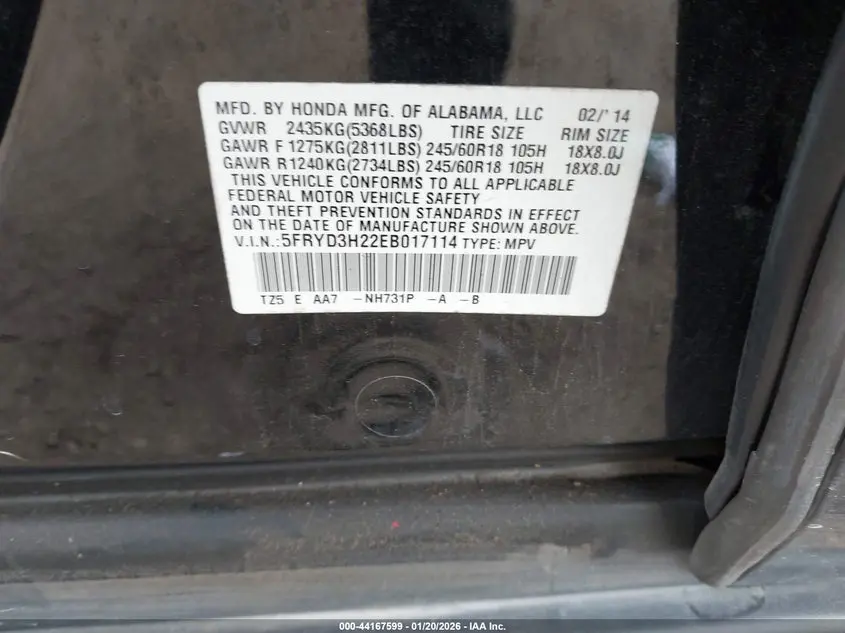 MFD. BY HONDA MFG. OF ALABAMA, LLC 02/'14
GVWR 2435KG(5368LBS) TIRE SIZE RIM SIZE
GAWR F 1275KG(2811LBS) 245/60R18 105H 18X8.0J
GAWR R1240KG(2734LBS) 245/60R18 105H 18X8.0J
THIS VEHICLE CONFORMS TO ALL APPLICABLE
FEDERAL MOTOR VEHICLE SAFETY
AND THEFT PREVENTION STANDARDS IN EFFECT
ON THE DATE OF MANUFACTURE SHOWN ABOVE.
V.I.N.: 5FRYD3H22EB017114 TYPE: MPV
TZ5 E AA7 -NH731P -A -B
000-44167599 | 01/20/2026 | IAA Inc.